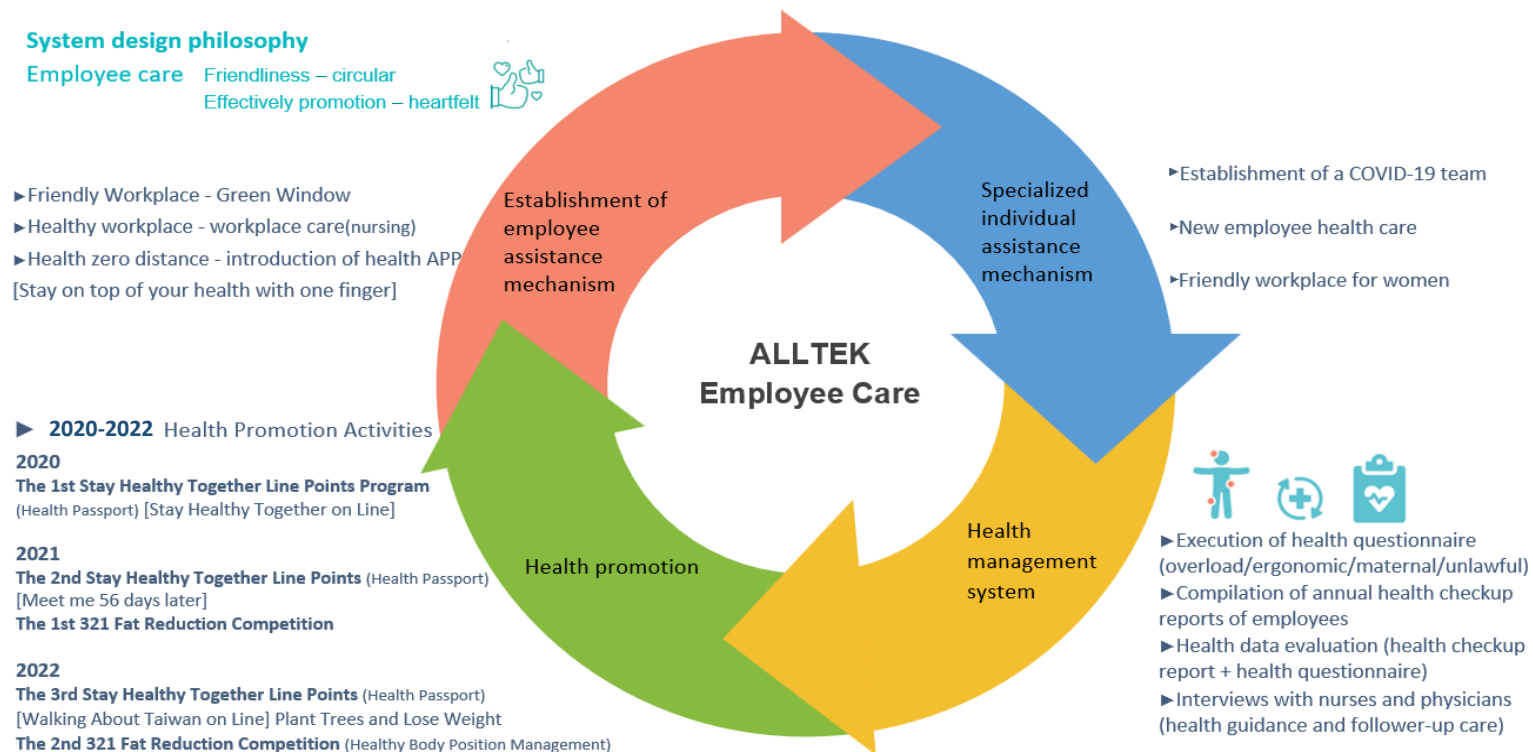 System design philosophy
Employee care
Friendliness – circular
Effectively promotion – heartfelt
►Friendly Workplace - Green Window
►Healthy workplace - workplace care(nursing)
►Health zero distance - introduction of health APP
[Stay on top of your health with one finger]
Establishment of
employee
assistance
mechanism
Specialized
individual
assistance
mechanism
►Establishment of a COVID-19 team
►New employee health care
►Friendly workplace for women
ALLTEK
Employee Care
► 2020-2022 Health Promotion Activities
2020
The 1st Stay Healthy Together Line Points Program
(Health Passport) [Stay Healthy Together on Line]
2021
The 2nd Stay Healthy Together Line Points (Health Passport)
[Meet me 56 days later]
The 1st 321 Fat Reduction Competition
2022
The 3rd Stay Healthy Together Line Points (Health Passport)
[Walking About Taiwan on Line] Plant Trees and Lose Weight
The 2nd 321 Fat Reduction Competition (Healthy Body Position Management)
Health promotion
Health
management
system
►Execution of health questionnaire
(overload/ergonomic/maternal/unlawful)
►Compilation of annual health checkup
reports of employees
►Health data evaluation (health checkup
report + health questionnaire)
►Interviews with nurses and physicians
(health guidance and follower-up care)